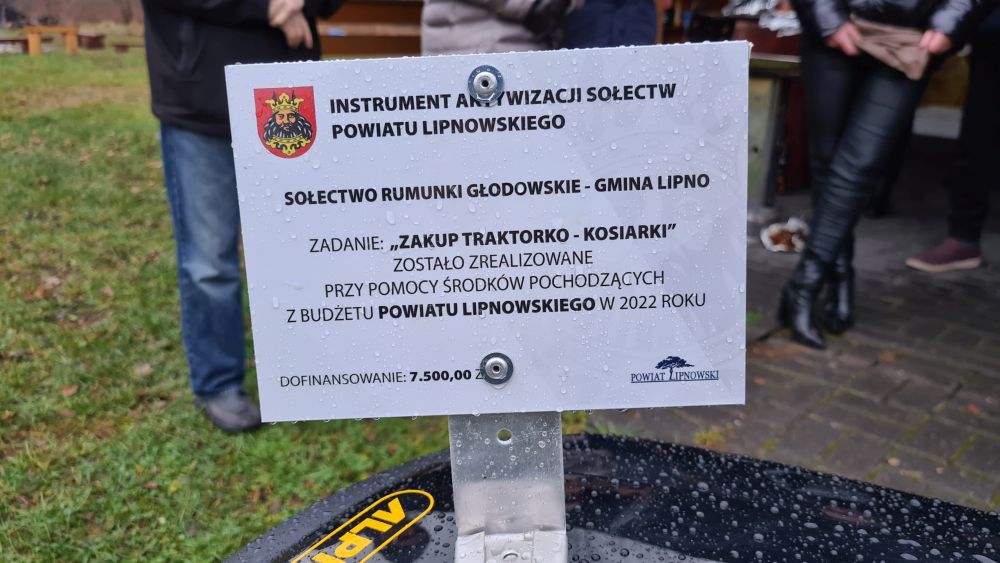 INSTRUMENT AKTYWIZACJI SOŁECTW
POWIATU LIPNOWSKIEGO
SOŁECTWO RUMUNKI GŁODOWSKIE - GMINA LIPNO
ZADANIE: „ZAKUP TRAKTORKO - KOSIARKI”
ZOSTAŁO ZREALIZOWANE
PRZY POMOCY ŚRODKÓW POCHODZĄCYCH
Z BUDŻETU POWIATU LIPNOWSKIEGO W 2022 ROKU
DOFINANSOWANIE: 7.500,00
POWIAT LIPNOWSKI